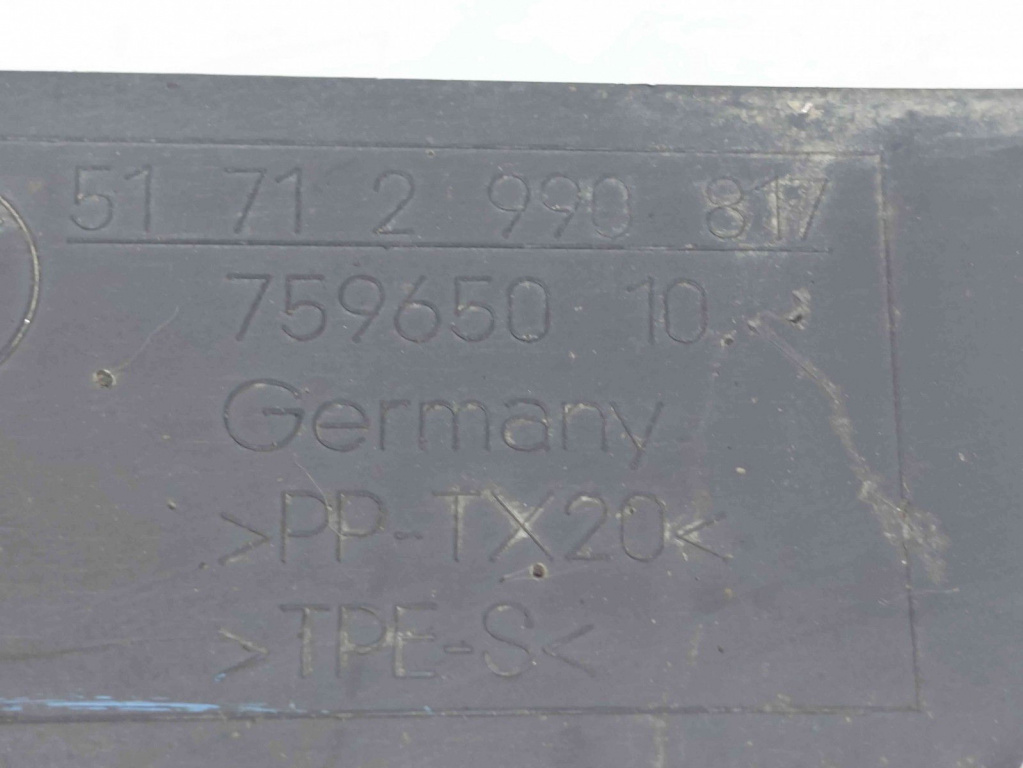 51 71 2 990 817
759650 10
Germany
>PP-TX20<
>TPE-S<